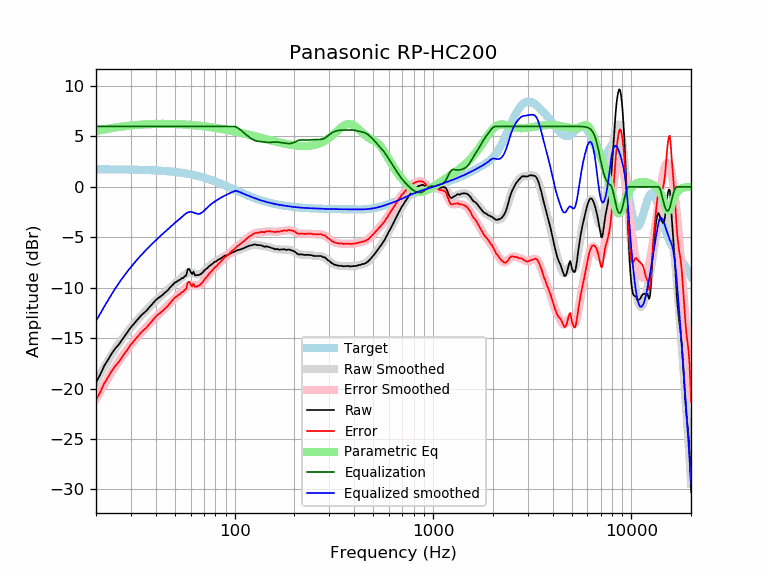 Panasonic RP-HC200
Amplitude (dBr)
10
5
0
−5
−10
−15
−20
−25
−30
Target
Raw Smoothed
Error Smoothed
Raw
Error
Parametric Eq
Equalization
Equalized smoothed
100
1000
10000
Frequency (Hz)